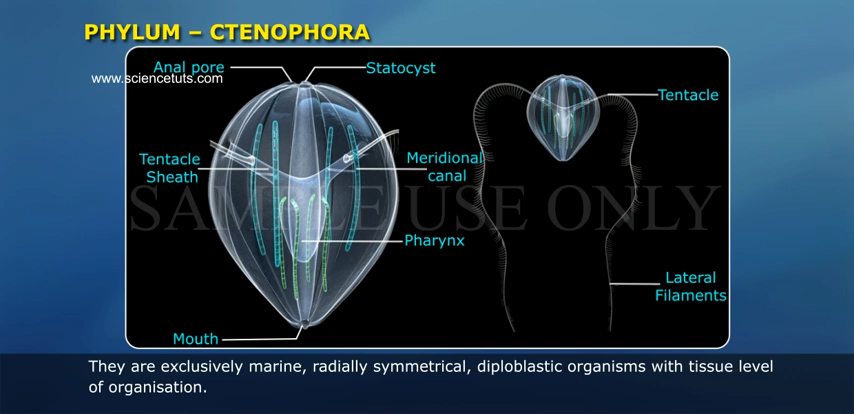 PHYLUM – CTENOPHORA
Anal pore
Statocyst
www.sciencetuts.com
Tentacle
Tentacle
Sheath
Meridional
canal
SAMPLE USE ONLY
Pharynx
Lateral
Filaments
Mouth
They are exclusively marine, radially symmetrical, diploblastic organisms with tissue level
of organisation.